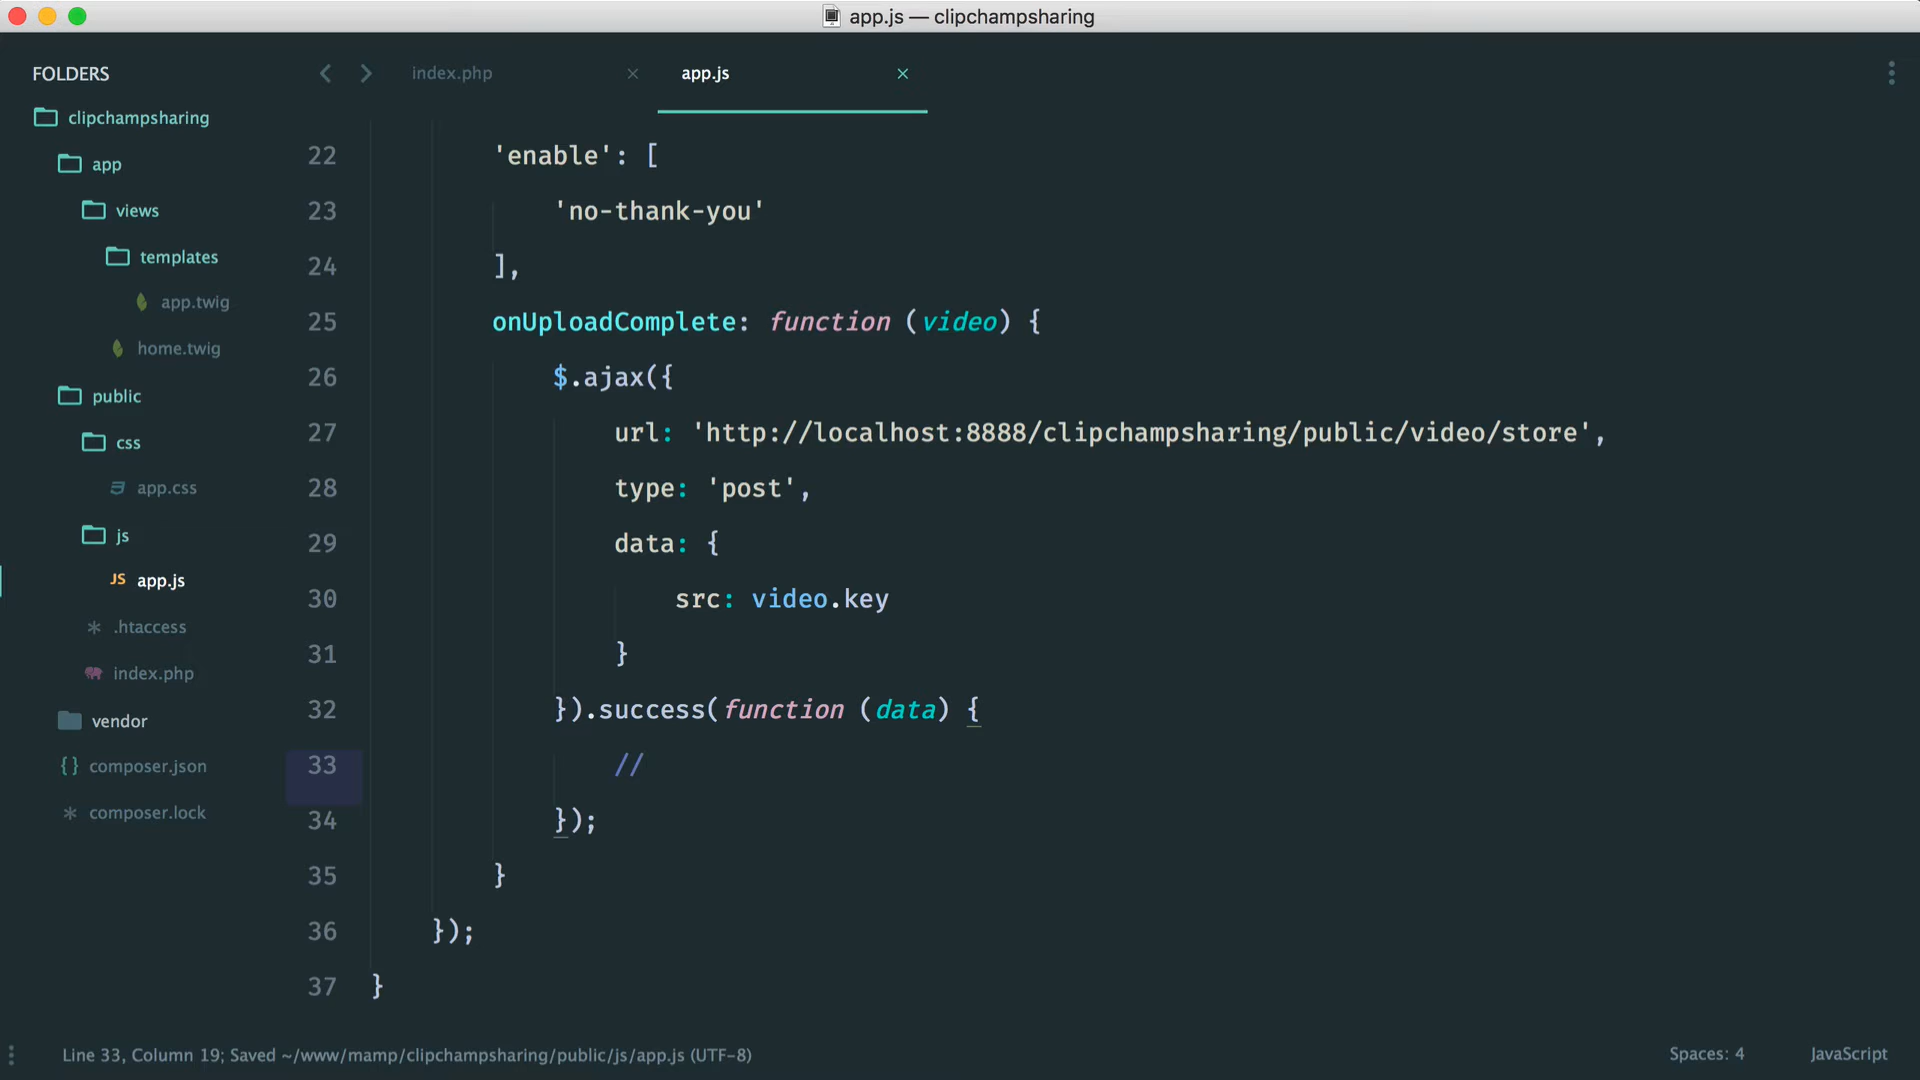 app.js — clipchampsharing
FOLDERS
clipchampsharing
app
views
templates
app.twig
home.twig
public
css
app.css
js
JS app.js
.htaccess
index.php
vendor
{} composer.json
composer.lock
index.php
app.js
22 'enable': [
23 'no-thank-you'
24 ],
25 onUploadComplete: function (video) {
26 $.ajax({
27 url: 'http://localhost:8888/clipchampsharing/public/video/store',
28 type: 'post',
29 data: {
30 src: video.key
31 }
32 }).success(function (data) {
33 //
34 });
35 }
36 });
37 }
Line 33, Column 19; Saved ~/www/mamp/clipchampsharing/public/js/app.js (UTF-8)
Spaces: 4
JavaScript